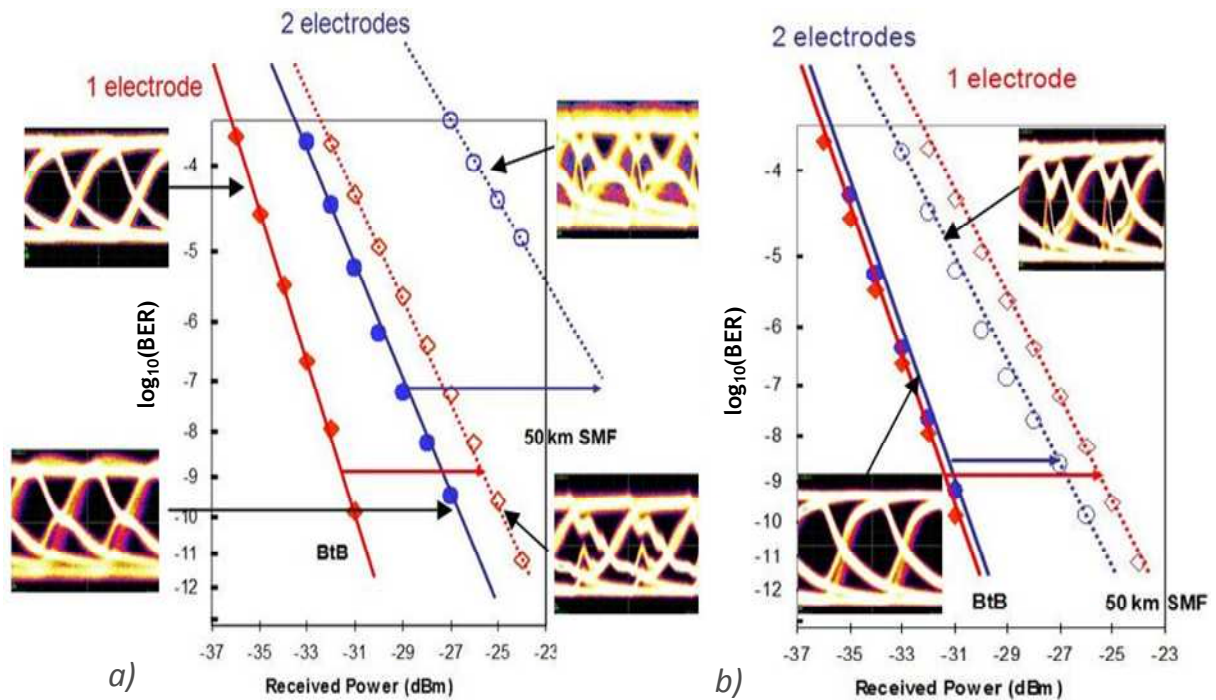 2 electrodes
1 electrode
-4
-5
-6
-7
-8
-9
-10
-11
-12
log₁₀(BER)
50 km SMF
BtB
-37 -35 -33 -31 -29 -27 -25 -23
Received Power (dBm)
a)
2 electrodes
1 electrode
-4
-5
-6
-7
-8
-9
-10
-11
-12
log₁₀(BER)
BtB
50 km SMF
-37 -35 -33 -31 -29 -27 -25 -23
Received Power (dBm)
b)